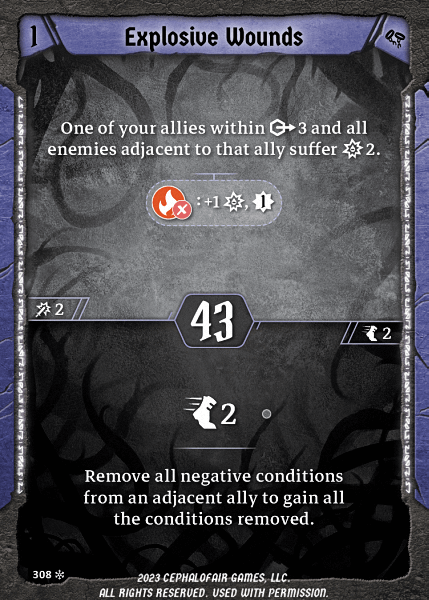 1
Explosive Wounds
One of your allies within 3 and all
enemies adjacent to that ally suffer 2.
: +1 , 1
2
43
2
2
Remove all negative conditions
from an adjacent ally to gain all
the conditions removed.
308
2023 CEPHALOFAIR GAMES, LLC.
ALL RIGHTS RESERVED. USED WITH PERMISSION.